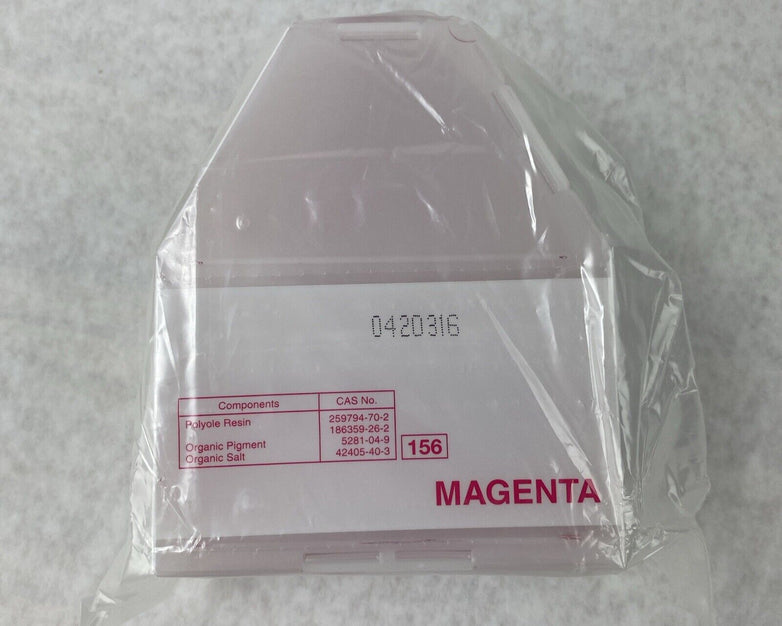 0420316
Components CAS No.
Polyole Resin 259794-70-2
186359-26-2
Organic Pigment 5281-04-9
Organic Salt 42405-40-3
156
MAGENTA